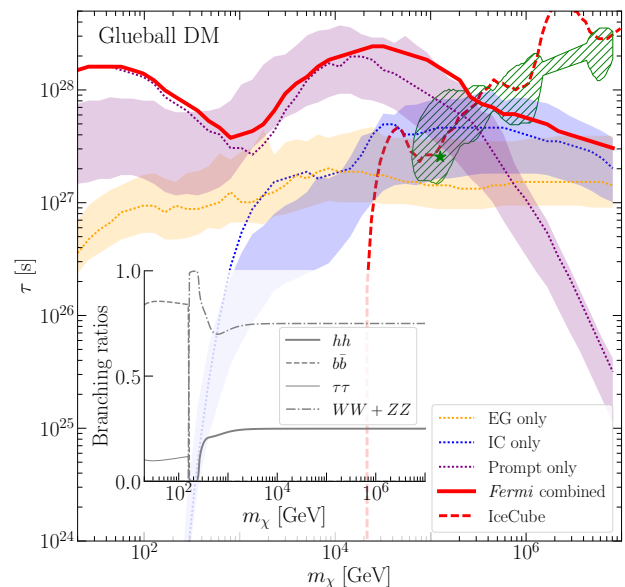 Glueball DM
10^28
10^27
10^26
10^25
10^24
τ [s]
1.0
0.5
0.0
Branching ratios
hh
bb̄
ττ
WW + ZZ
10^2
10^4
10^6
m_χ [GeV]
EG only
IC only
Prompt only
Fermi combined
IceCube
10^2
10^4
10^6
m_χ [GeV]